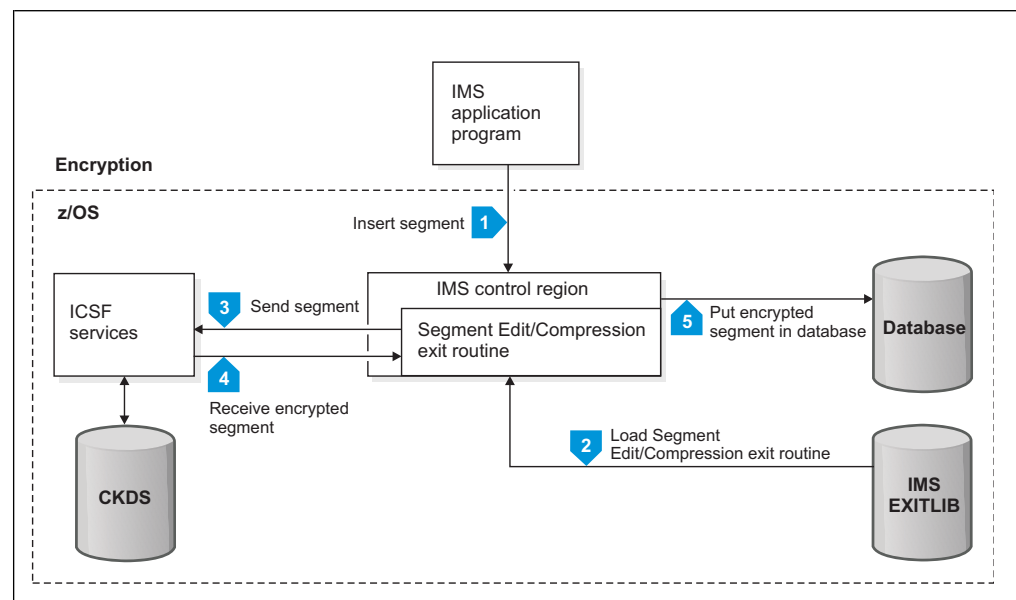 IMS
application
program
Encryption
z/OS
Insert segment 1
ICSF
services
3 Send segment
IMS control region
Segment Edit/Compression
exit routine
5 Put encrypted
segment in database
Database
4
Receive encrypted
segment
2 Load Segment
Edit/Compression exit routine
CKDS
IMS
EXITLIB